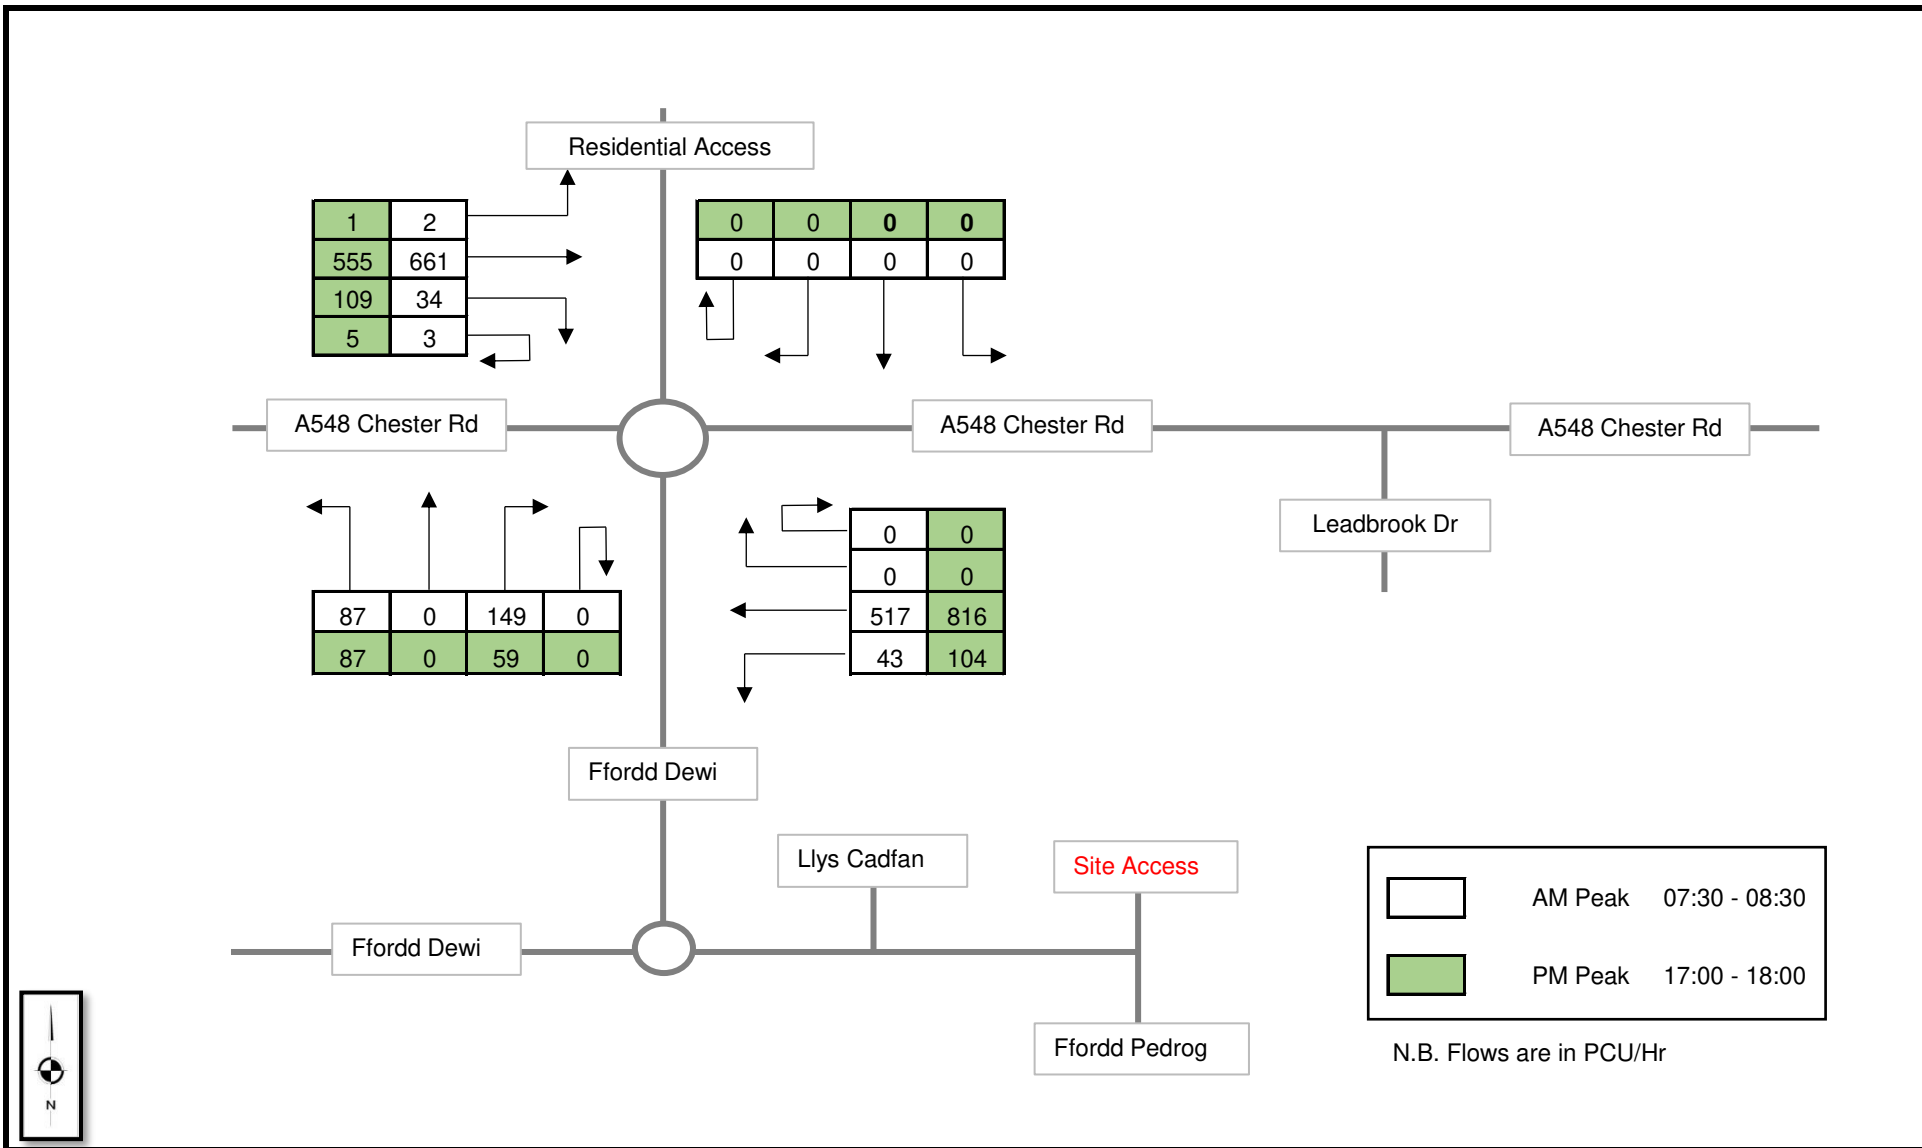 Residential Access
1 2
555 661
109 34
5 3
0 0 0 0
0 0 0 0
A548 Chester Rd
A548 Chester Rd
A548 Chester Rd
Leadbrook Dr
87 0 149 0
87 0 59 0
0 0
0 0
517 816
43 104
Ffordd Dewi
Llys Cadfan
Site Access
Ffordd Dewi
Ffordd Pedrog
AM Peak 07:30 - 08:30
PM Peak 17:00 - 18:00
N.B. Flows are in PCU/Hr
N